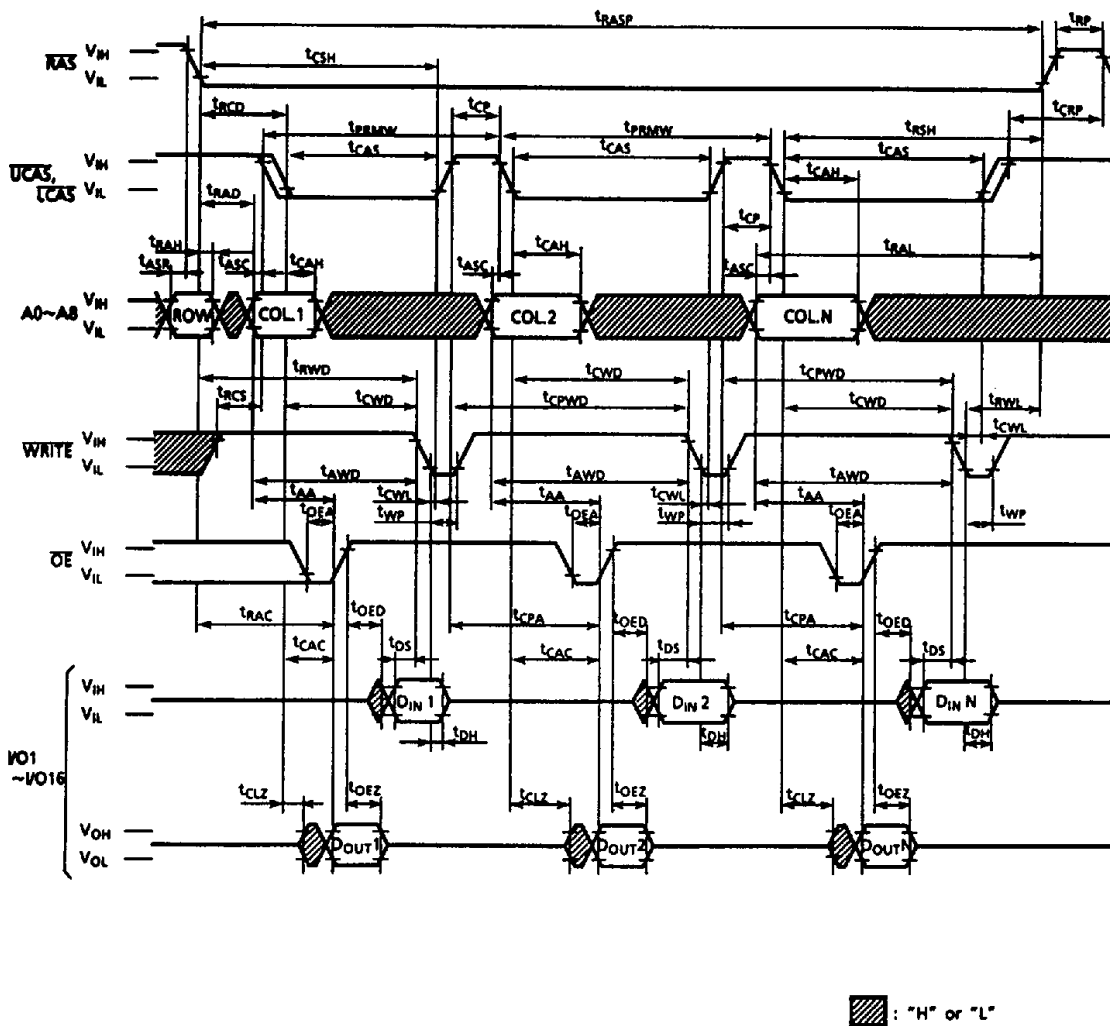 tRASP
tRP
RAS
VIH
VIL
tCSH
tRCD
tCP
tCRP
tPRMW
tPRMW
tRSH
UCAS,
LCAS
VIH
VIL
tCAS
tCAS
tCAS
tRAD
tCAH
tCP
tRAH
tCAH
tRAL
tASR
tASC
tCAH
tASC
tASC
A0~A8
VIH
VIL
ROW
COL.1
COL.2
COL.N
tRWD
tCWD
tCPWD
tRCS
tCWD
tCPWD
tCWD
tRWL
WRITE
VIH
VIL
tCWL
tAWD
tAWD
tAWD
tAA
tCWL
tAA
tCWL
tAA
tOEA
tWP
tOEA
tWP
tOEA
tWP
OE
VIH
VIL
tRAC
tOED
tCPA
tOED
tCPA
tOED
tCAC
tDS
tCAC
tDS
tCAC
tDS
VIH
VIL
DIN 1
DIN 2
DIN N
tDH
tDH
tDH
I/O1
~I/O16
tCLZ
tOEZ
tCLZ
tOEZ
tCLZ
tOEZ
VOH
VOL
DOUT1
DOUT2
DOUTN
: "H" or "L"